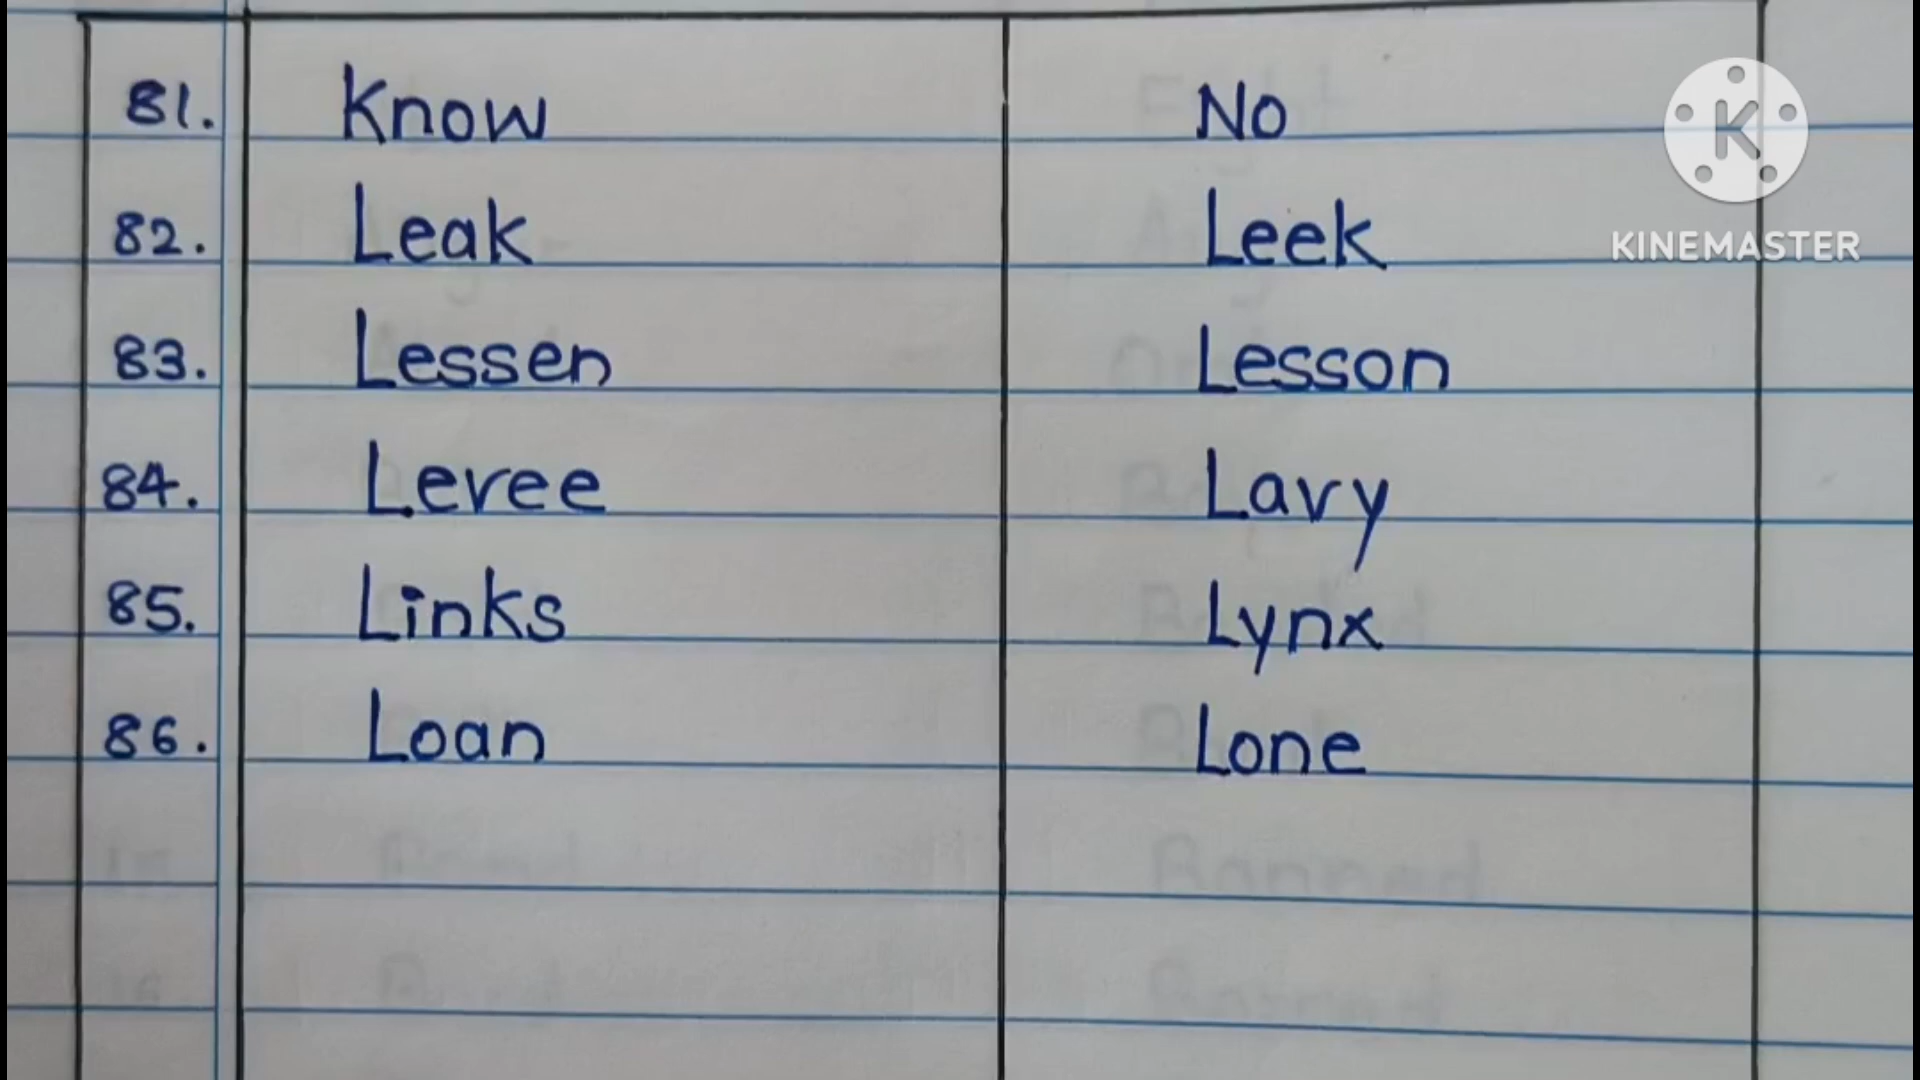 81. Know No
82. Leak Leek
83. Lessen Lesson
84. Levee Lavy
85. Links Lynx
86. Loan Lone
KINEMASTER